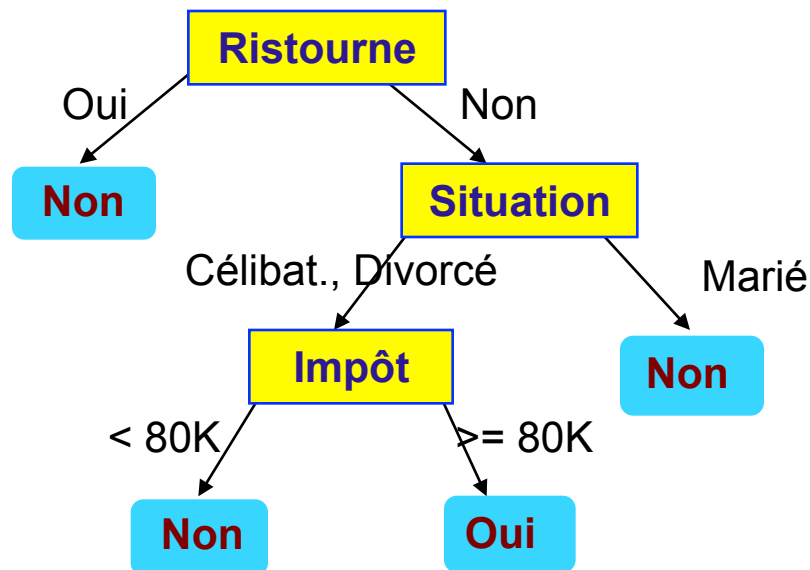 Ristourne
Oui
Non
Non
Situation
Célibat., Divorcé
Marié
Impôt
Non
< 80K
>= 80K
Non
Oui